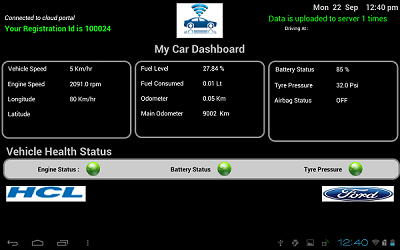 Mon 22 Sep 12:40 pm
Connected to cloud portal
Data is uploaded to server 1 times
Your Registration Id is 100024
Driving At:
My Car Dashboard
Vehicle Speed 5 Km/hr
Engine Speed 2091.0 rpm
Longitude 80 Km/hr
Latitude
Fuel Level 27.84 %
Fuel Consumed 0.01 Lt
Odometer 0.05 Km
Main Odometer 9002 Km
Battery Status 85 %
Tyre Pressure 32.0 Psi
Airbag Status OFF
Vehicle Health Status
Engine Status :
Battery Status
Tyre Pressure
HCL
Ford
12:40